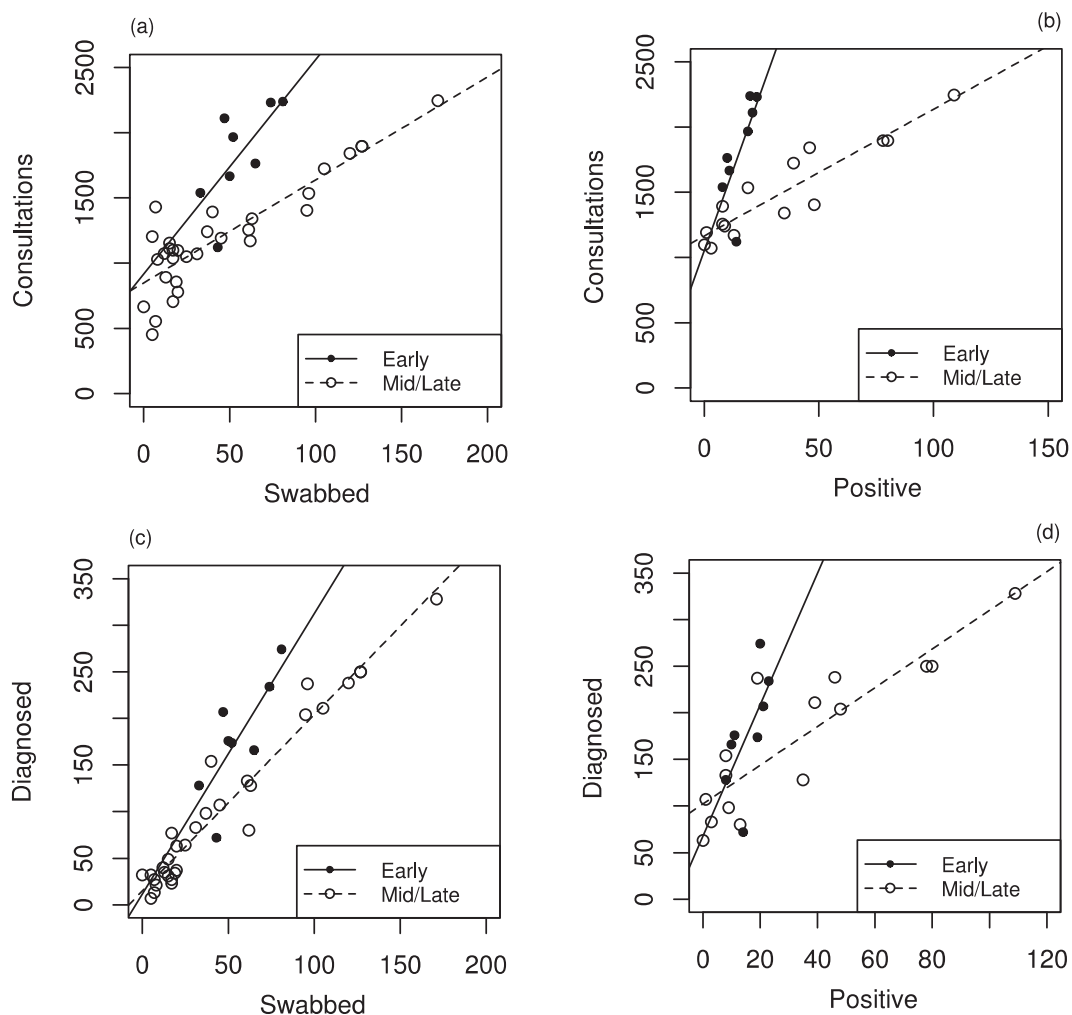 (a)
Consultations
2500
1500
500
0
Early
Mid/Late
0 50 100 150 200
Swabbed
(b)
Consultations
2500
1500
500
0
Early
Mid/Late
0 50 100 150
Positive
(c)
Diagnosed
350
250
150
50
0
Early
Mid/Late
0 50 100 150 200
Swabbed
(d)
Diagnosed
350
250
150
50
0
Early
Mid/Late
0 20 40 60 80 120
Positive